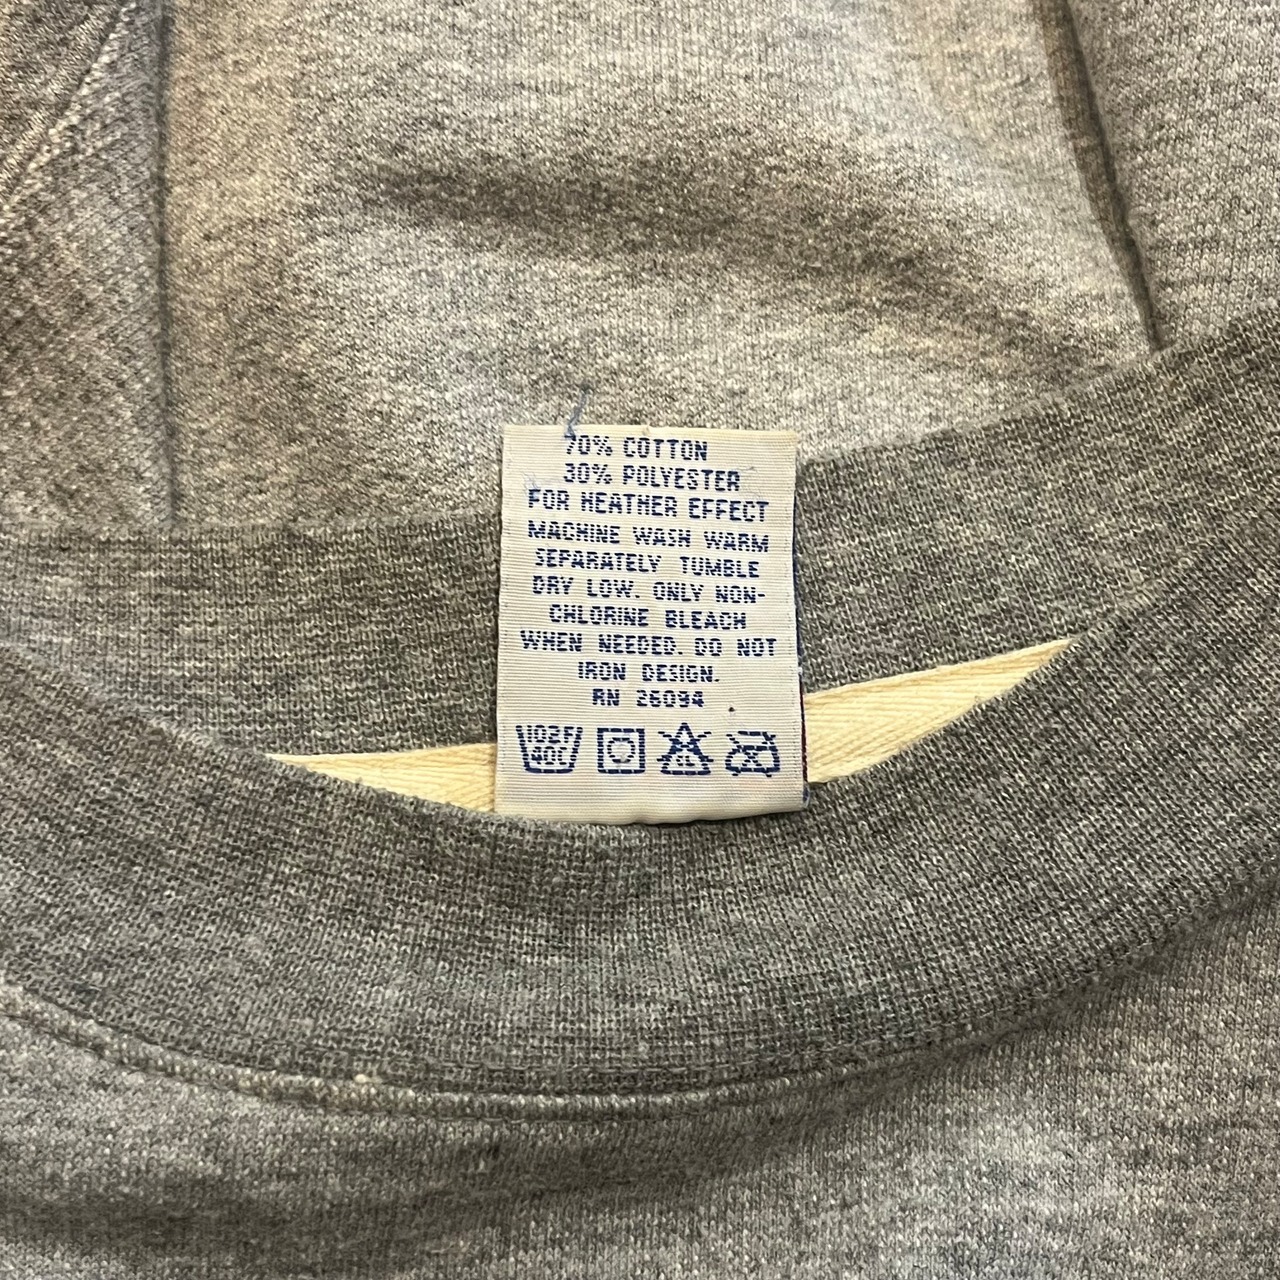 70% COTTON
30% POLYESTER
FOR HEATHER EFFECT
MACHINE WASH WARM
SEPARATELY TUMBLE
DRY LOW. ONLY NON-
CHLORINE BLEACH
WHEN NEEDED. DO NOT
IRON DESIGN.
RN 26094
102F
40C
CL